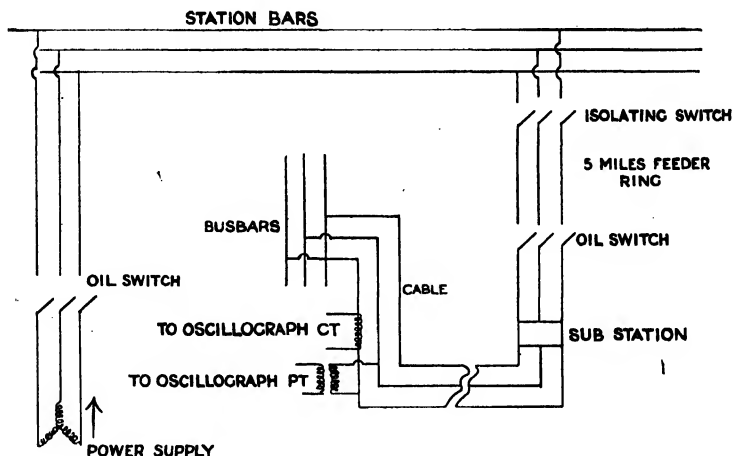 STATION BARS
ISOLATING SWITCH
5 MILES FEEDER
RING
BUSBARS
OIL SWITCH
OIL SWITCH
CABLE
TO OSCILLOGRAPH CT
SUB STATION
TO OSCILLOGRAPH PT
POWER SUPPLY